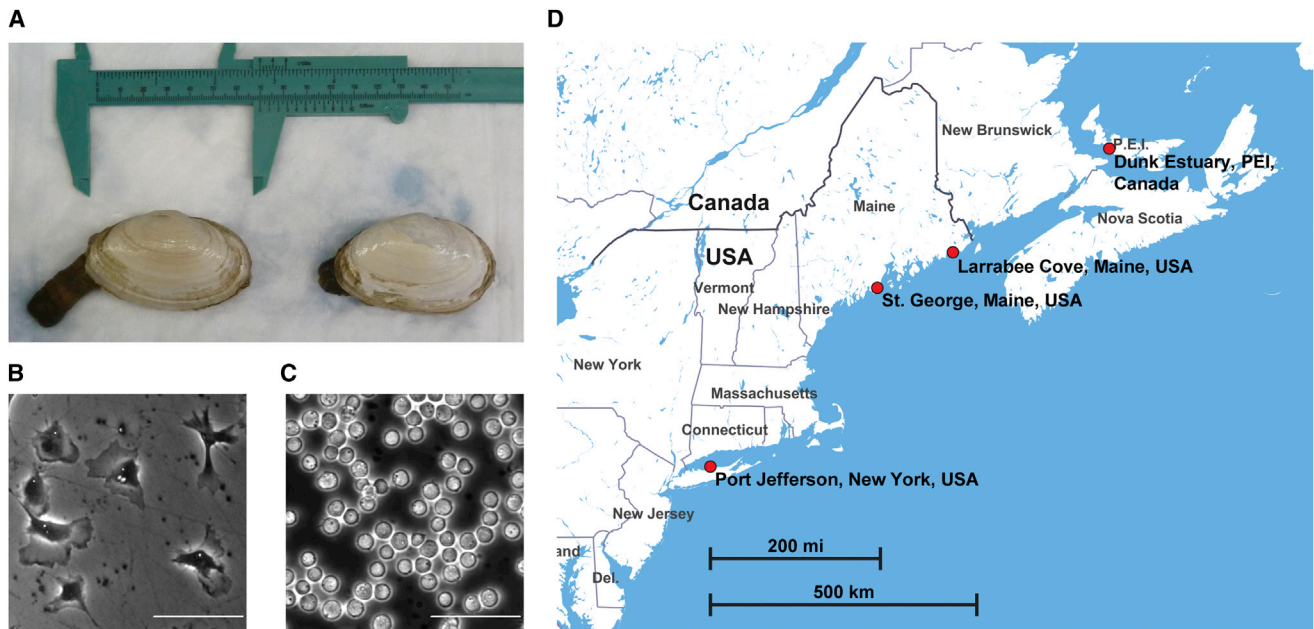 A
D
New Brunswick
P.E.I.
Dunk Estuary, PEI,
Canada
Canada
Maine
Nova Scotia
USA
Larrabee Cove, Maine, USA
Vermont
St. George, Maine, USA
New Hampshire
New York
B
C
Massachusetts
Connecticut
Port Jefferson, New York, USA
New Jersey
200 mi
and
Del.
500 km